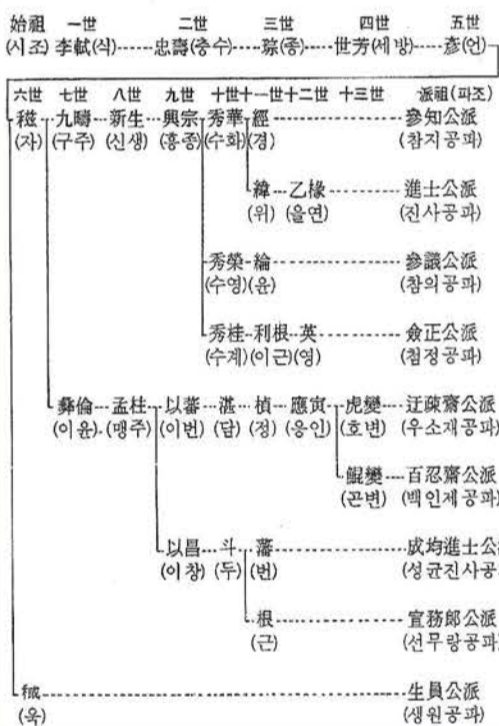 始祖 一世 二世 三世 四世 五世
(시조) 李軾(식) 忠壽(충수) 琮(종) 世芳(세방) 彥(언)
六世 七世 八世 九世 十世 十一世 十二世 十三世 派祖(파조)
稵 九疇 新生 興宗 秀華 經 參知公派
(자) (구주) (신생) (흥종) (수화) (경) (참지공파)
緯 乙椽 進士公派
(위) (을연) (진사공파)
秀榮 綸 參議公派
(수영) (윤) (참의공파)
秀桂 利根 英 僉正公派
(수계) (이근) (영) (첨정공파)
彝倫 孟桂 以蕃 湛 楨 應寅 虎變 迂疎齋公派
(이윤). (맹주) (이번) (담) (정) (응인) (호변) (우소재공파)
鯤變 百忍齋公派
(곤변) (백인제공파)
以昌 斗 藩 成均進士公
(이창) (두) (번) (성균진사공
根 宣務郞公派
(근) (선무랑공파
稢 生員公派
(욱) (생원공파)